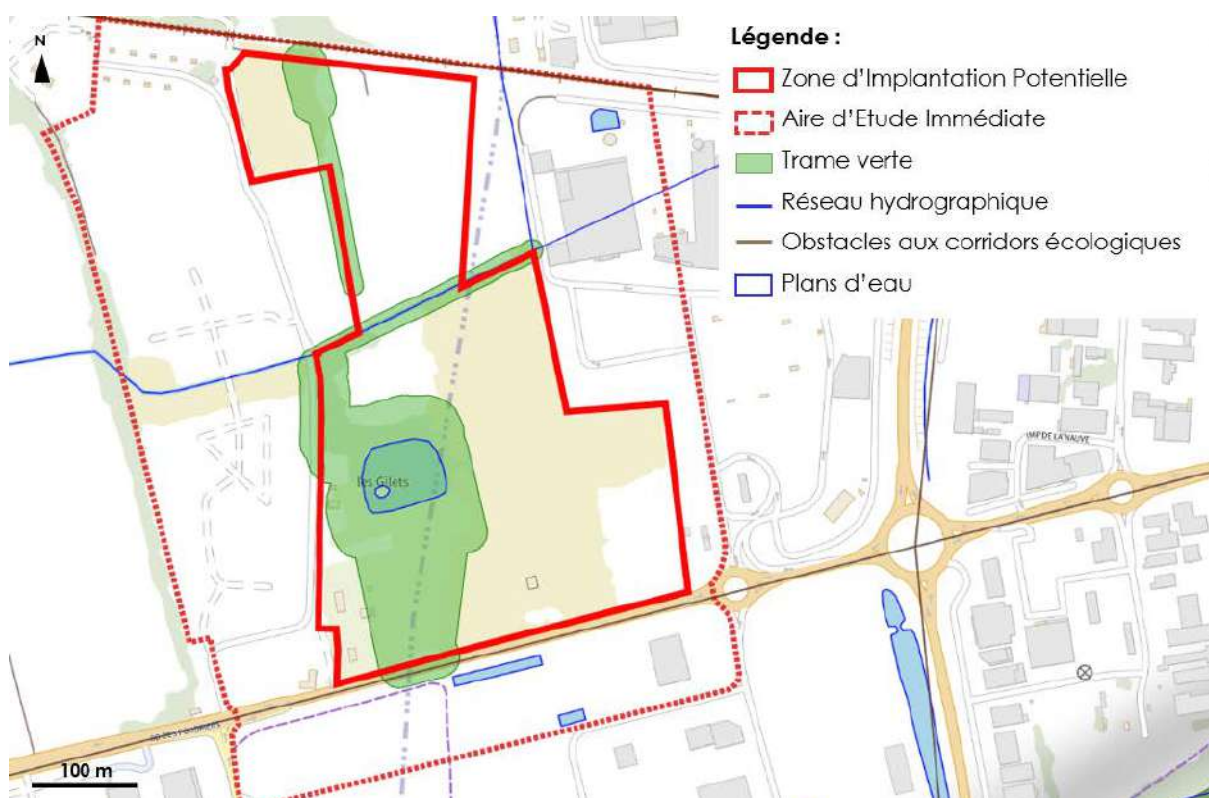 N
Légende :
Zone d'Implantation Potentielle
Aire d'Etude Immédiate
Trame verte
Réseau hydrographique
Obstacles aux corridors écologiques
Plans d'eau
IMP DE LA VAUVE
les Gilets
100 m